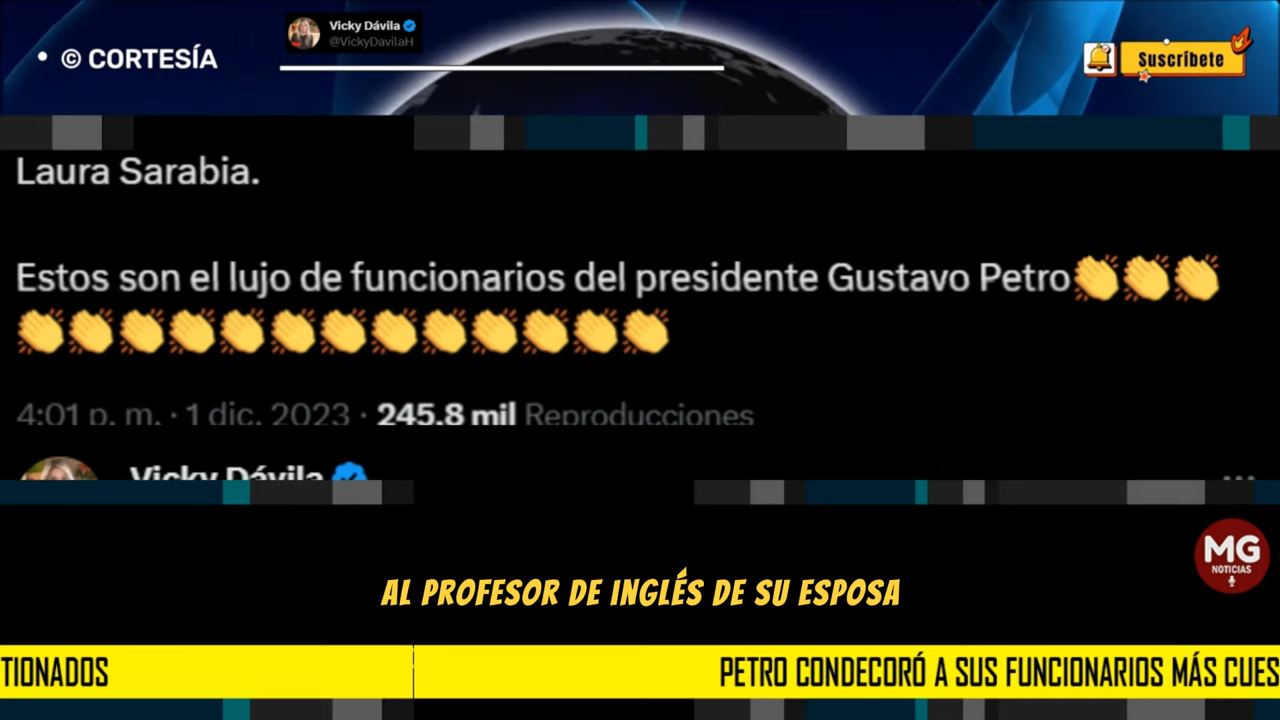 • © CORTESÍA
Vicky Dávila
@VickyDavilaH
Suscríbete
Laura Sarabia.
Estos son el lujo de funcionarios del presidente Gustavo Petro👏👏👏
👏👏👏👏👏👏👏👏👏👏👏👏👏
4:01 p. m. · 1 dic. 2023 · 245.8 mil Reproducciones
Vicky Dávila
MG
NOTICIAS
AL PROFESOR DE INGLÉS DE SU ESPOSA
TIONADOS
PETRO CONDECORÓ A SUS FUNCIONARIOS MÁS CUES